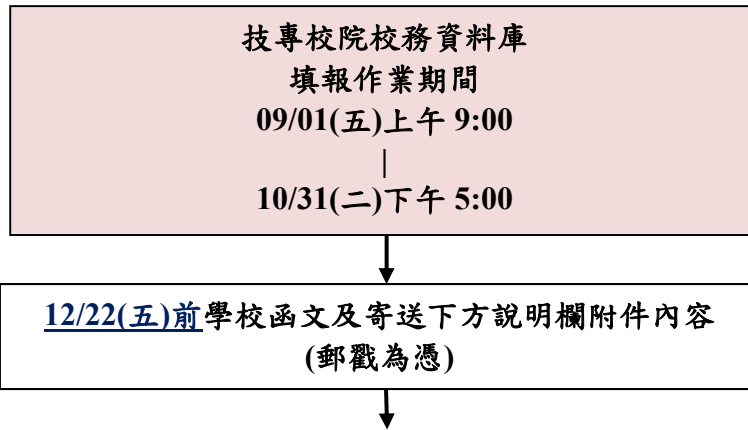 技專校院校務資料庫
填報作業期間
09/01(五)上午 9:00
|
10/31(二)下午 5:00
12/22(五)前學校函文及寄送下方說明欄附件內容
(郵戳為憑)